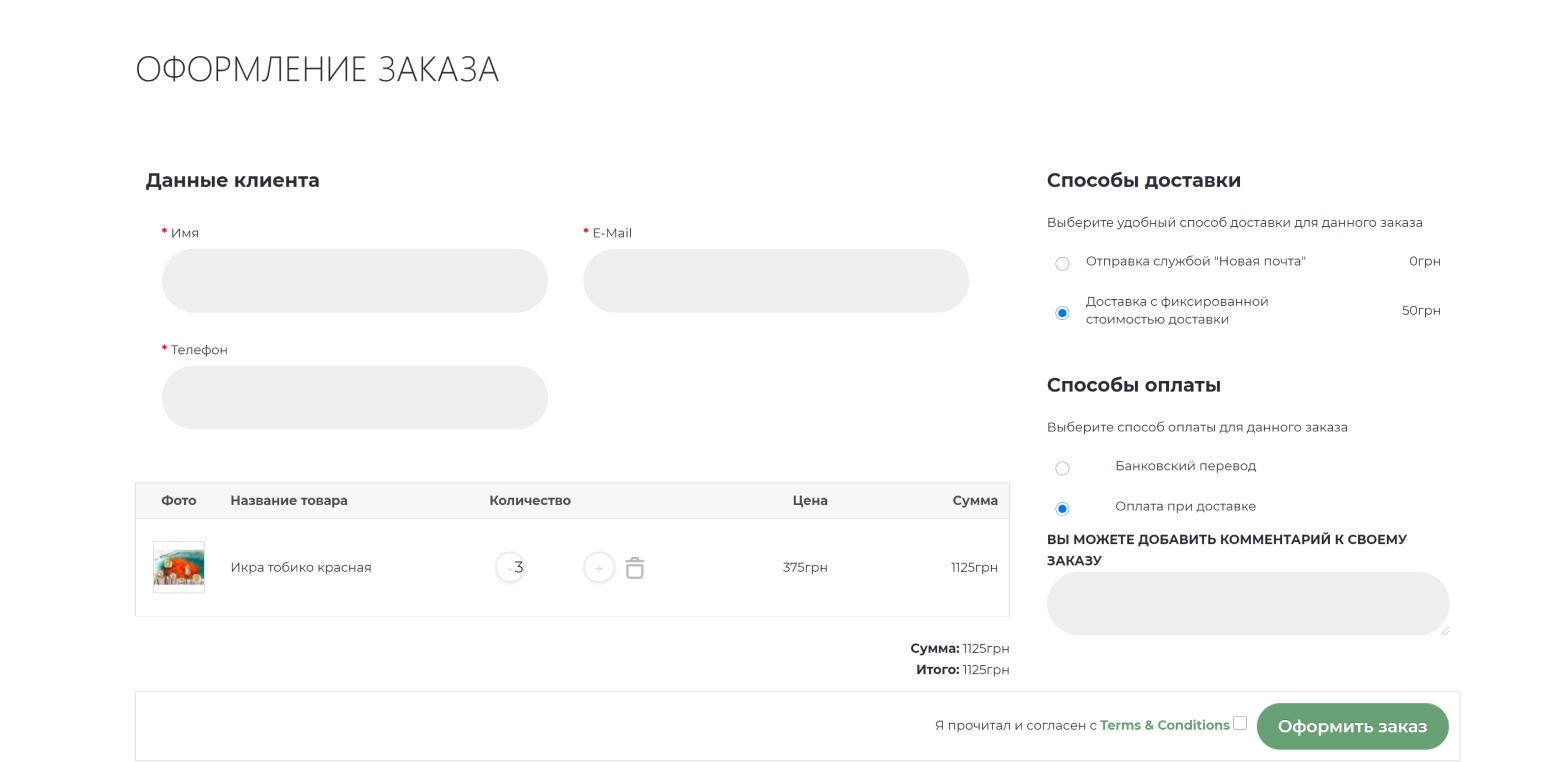 ОФОРМЛЕНИЕ ЗАКАЗА
Данные клиента
* Имя
* E-Mail
* Телефон
Фото Название товара Количество Цена Сумма
Икра тобико красная - 3 + 375грн 1125грн
Сумма: 1125грн
Итого: 1125грн
Способы доставки
Выберите удобный способ доставки для данного заказа
Отправка службой "Новая почта" 0грн
Доставка с фиксированной
стоимостью доставки 50грн
Способы оплаты
Выберите способ оплаты для данного заказа
Банковский перевод
Оплата при доставке
ВЫ МОЖЕТЕ ДОБАВИТЬ КОММЕНТАРИЙ К СВОЕМУ
ЗАКАЗУ
Я прочитал и согласен с Terms & Conditions Оформить заказ